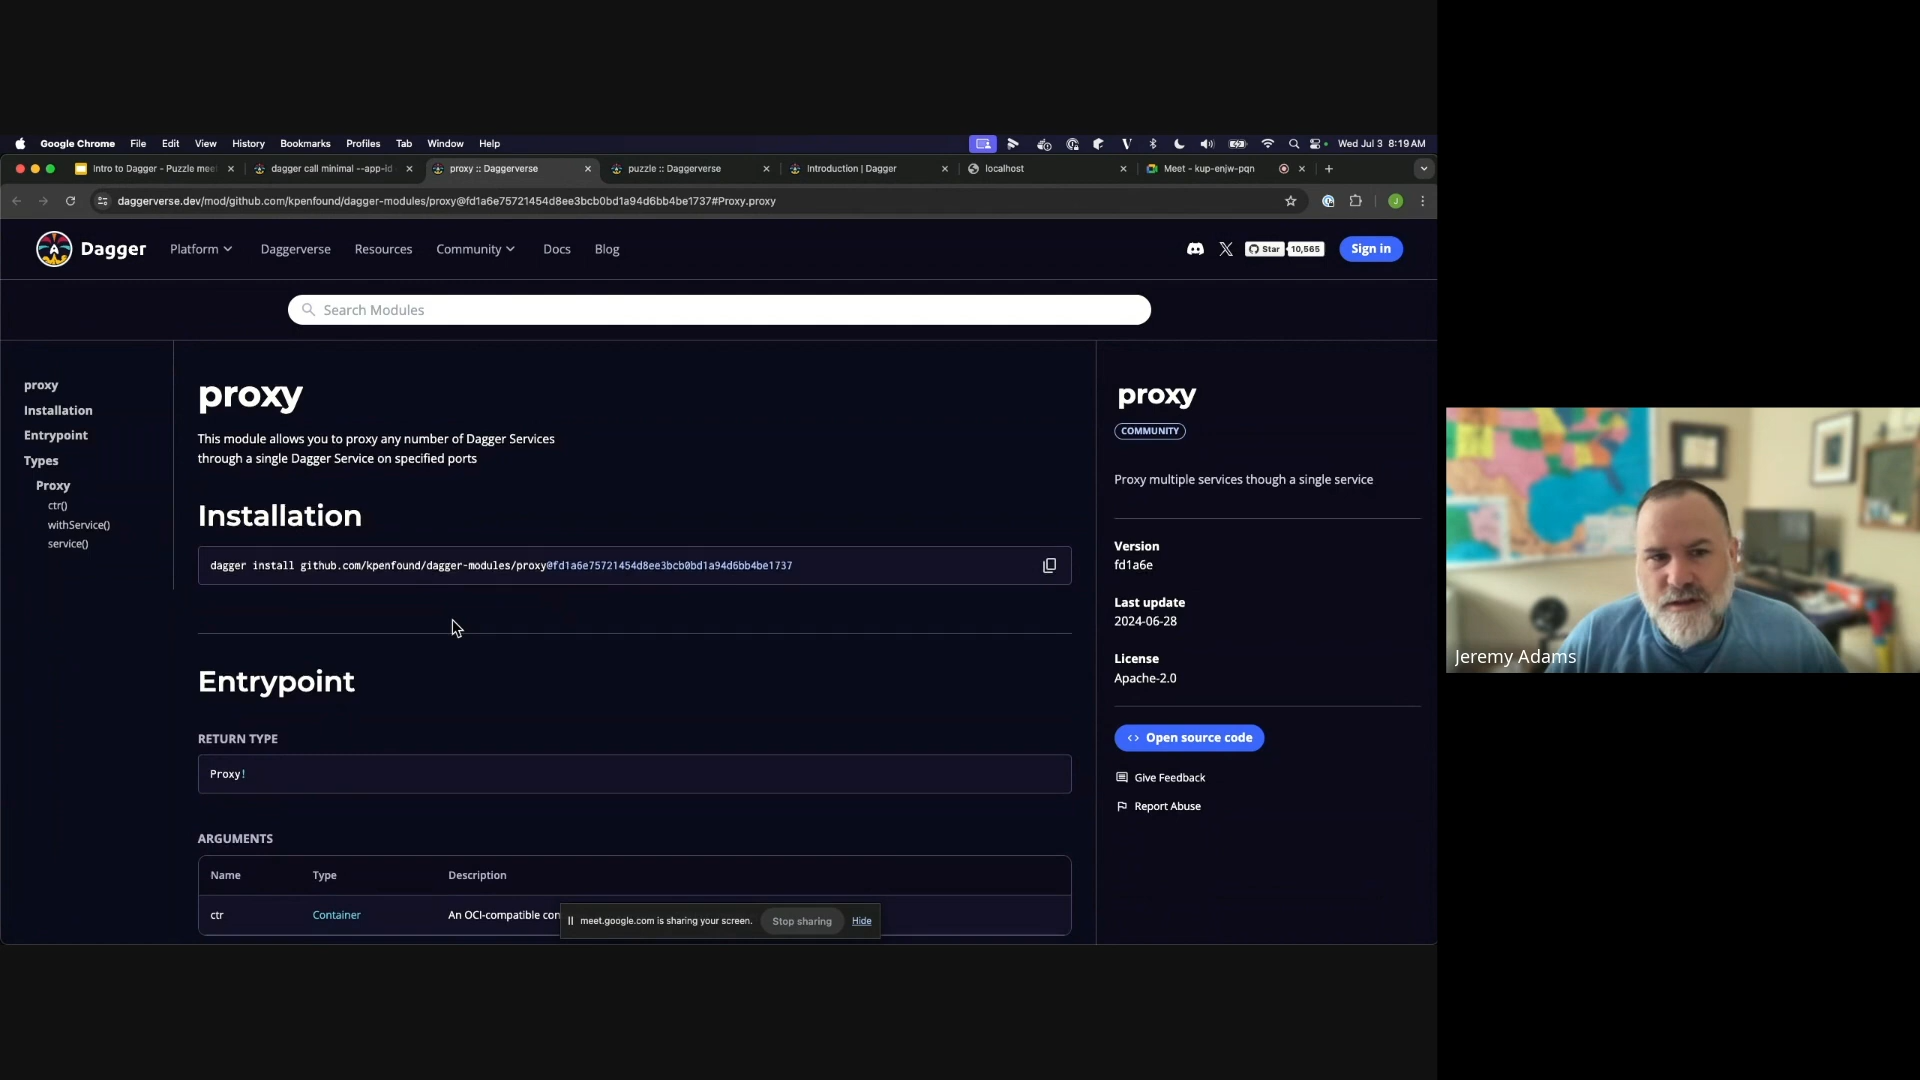 Google Chrome File Edit View History Bookmarks Profiles Tab Window Help
Wed Jul 3 8:19 AM
Intro to Dagger - Puzzle mee
dagger call minimal --app-id
proxy :: Daggerverse
puzzle :: Daggerverse
Introduction | Dagger
localhost
Meet - kup-enjw-pqn
daggerverse.dev/mod/github.com/kpenfound/dagger-modules/proxy@fd1a6e75721454d8ee3bcb0bd1a94d6bb4be1737#Proxy.proxy
Dagger
Platform
Daggerverse
Resources
Community
Docs
Blog
Star 10,565
Sign in
Search Modules
proxy
Installation
Entrypoint
Types
Proxy
ctr()
withService()
service()
proxy
This module allows you to proxy any number of Dagger Services
through a single Dagger Service on specified ports
Installation
dagger install github.com/kpenfound/dagger-modules/proxy@fd1a6e75721454d8ee3bcb0bd1a94d6bb4be1737
Entrypoint
RETURN TYPE
Proxy!
ARGUMENTS
Name Type Description
ctr Container An OCI-compatible con
meet.google.com is sharing your screen. Stop sharing Hide
proxy
COMMUNITY
Proxy multiple services though a single service
Version
fd1a6e
Last update
2024-06-28
License
Apache-2.0
Open source code
Give Feedback
Report Abuse
Jeremy Adams